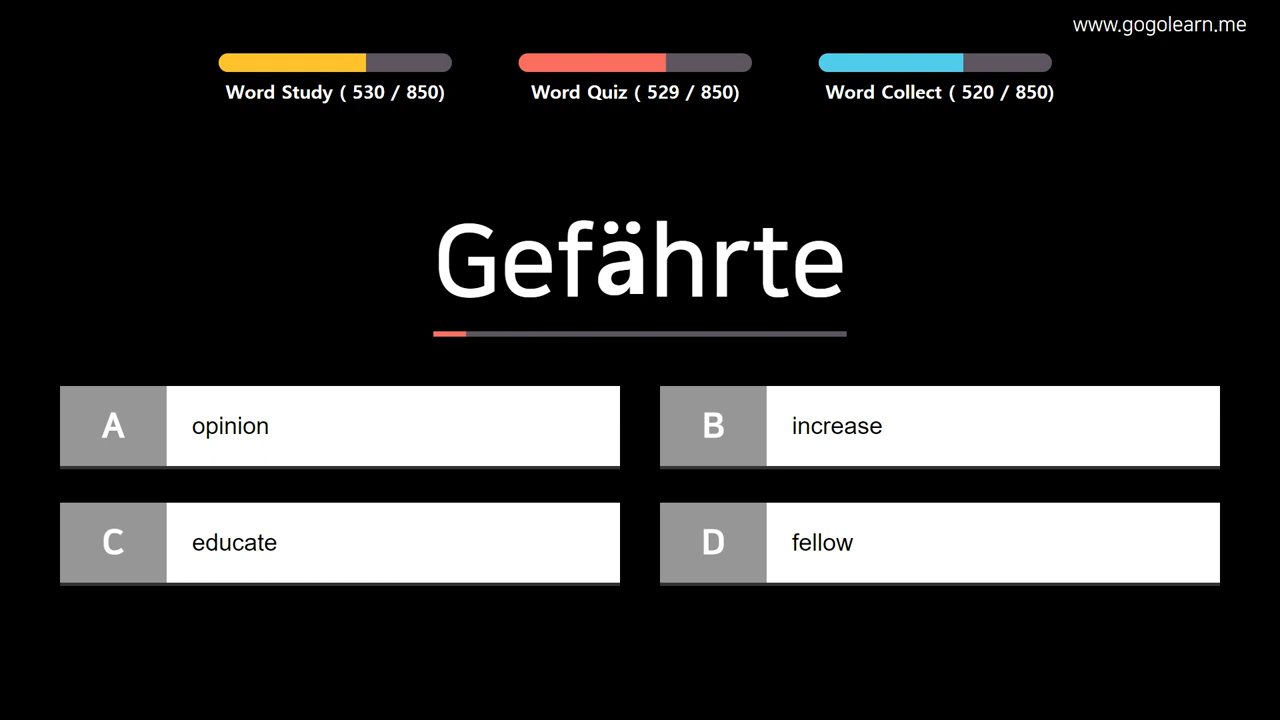 www.gogolearn.me
Word Study ( 530 / 850)
Word Quiz ( 529 / 850)
Word Collect ( 520 / 850)
Gefährte
A opinion
B increase
C educate
D fellow